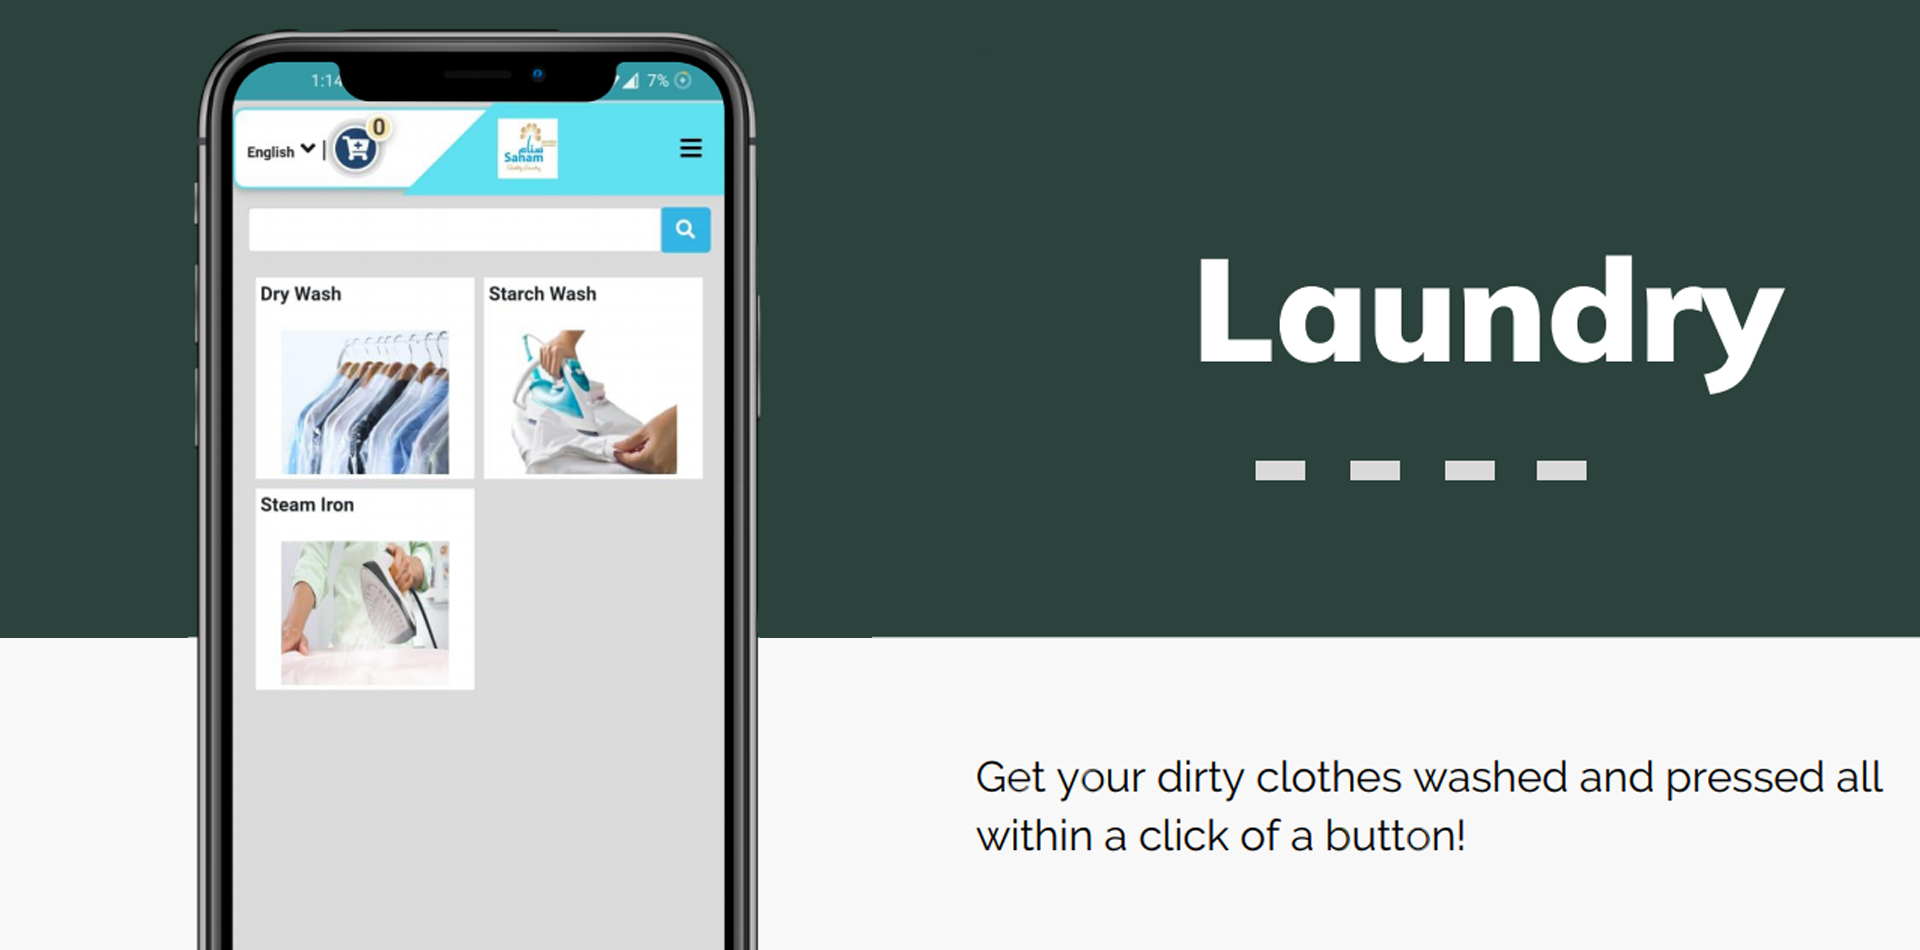 1:14
7%
English
0
سنام
Saham
Dry Wash
Starch Wash
Steam Iron
Laundry
Get your dirty clothes washed and pressed all
within a click of a button!